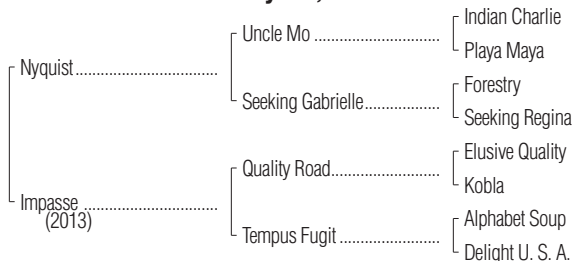 Indian Charlie
Uncle Mo ....................................
Playa Maya
Nyquist.........................................
Forestry
Seeking Gabrielle........................
Seeking Regina
Elusive Quality
Quality Road...............................
Kobla
Impasse ......................................
(2013)
Alphabet Soup
Tempus Fugit ..............................
Delight U. S. A.